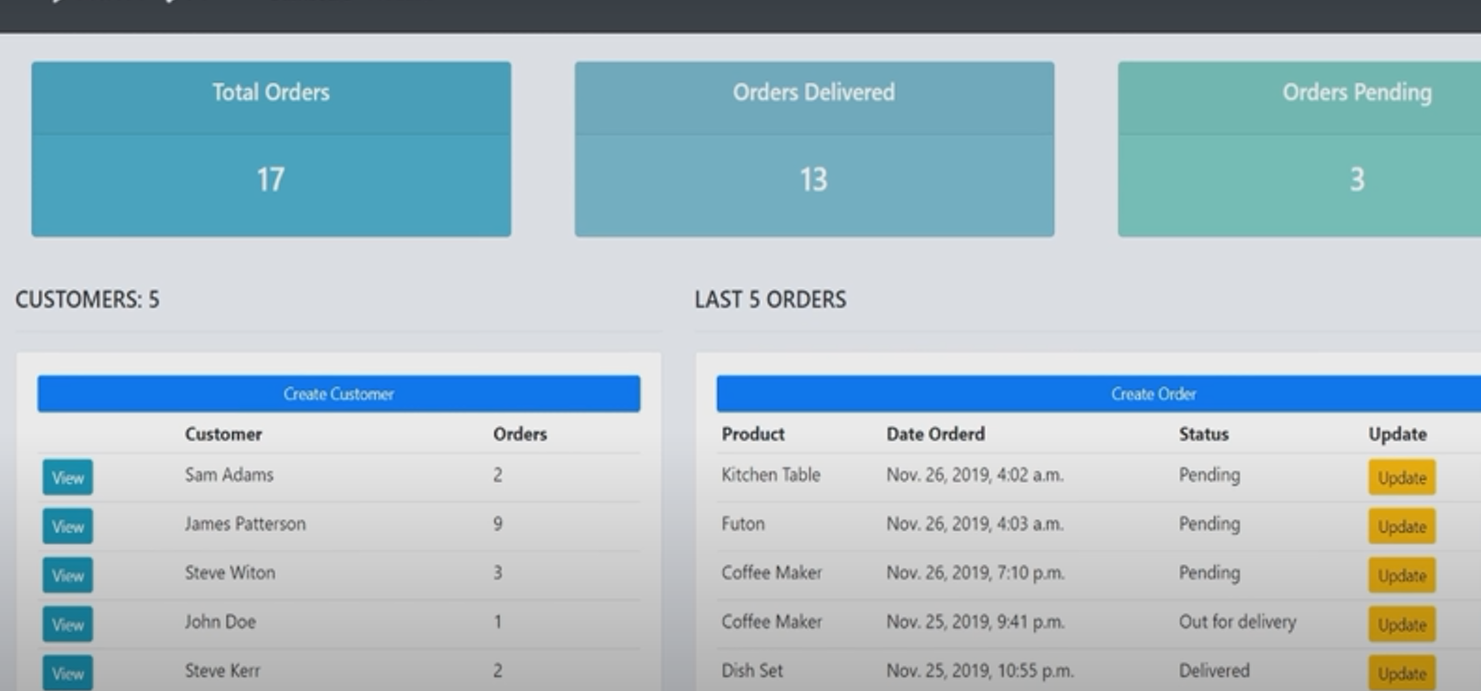 Total Orders
17
Orders Delivered
13
Orders Pending
3
CUSTOMERS: 5
Create Customer
Customer Orders
View Sam Adams 2
View James Patterson 9
View Steve Witon 3
View John Doe 1
View Steve Kerr 2
LAST 5 ORDERS
Create Order
Product Date Orderd Status Update
Kitchen Table Nov. 26, 2019, 4:02 a.m. Pending Update
Futon Nov. 26, 2019, 4:03 a.m. Pending Update
Coffee Maker Nov. 26, 2019, 7:10 p.m. Pending Update
Coffee Maker Nov. 25, 2019, 9:41 p.m. Out for delivery Update
Dish Set Nov. 25, 2019, 10:55 p.m. Delivered Update